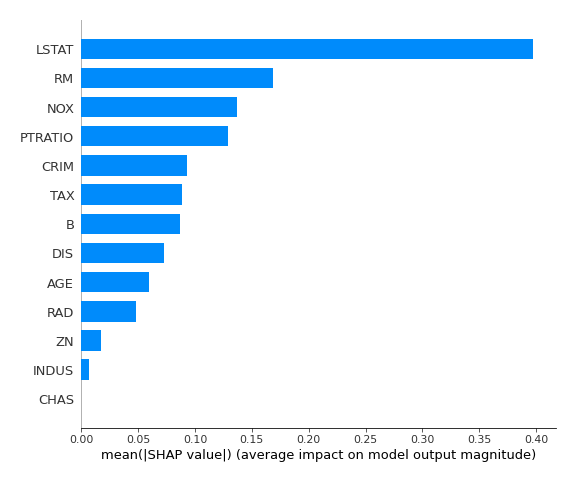 LSTAT
RM
NOX
PTRATIO
CRIM
TAX
B
DIS
AGE
RAD
ZN
INDUS
CHAS
0.00 0.05 0.10 0.15 0.20 0.25 0.30 0.35 0.40
mean(|SHAP value|) (average impact on model output magnitude)